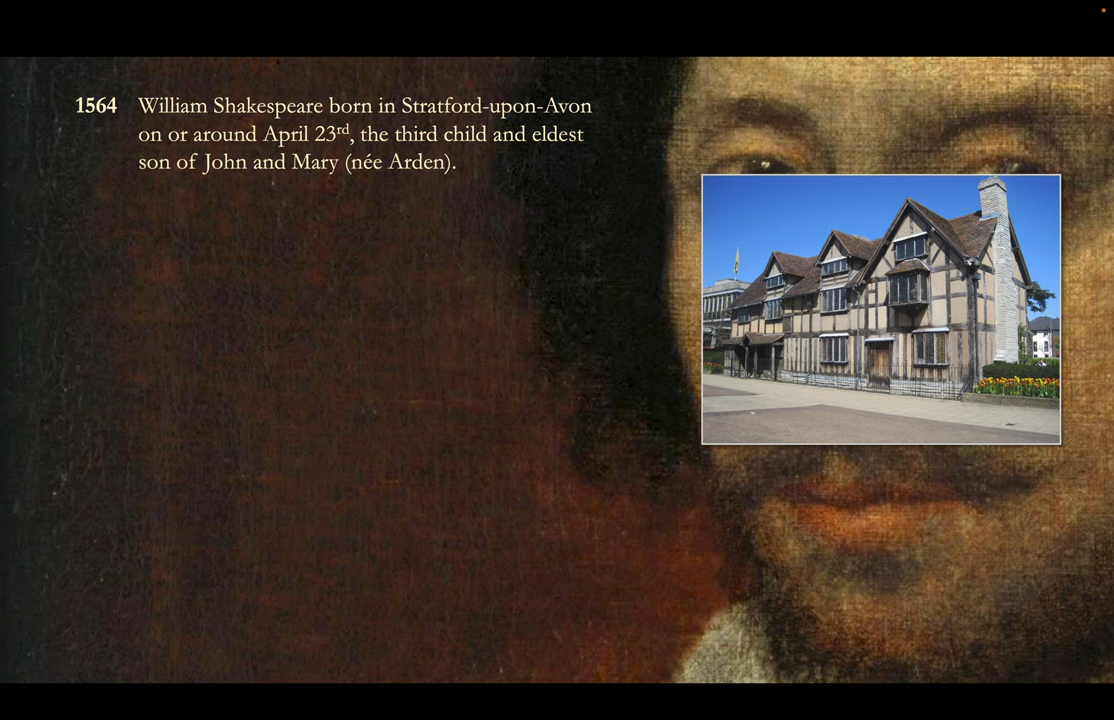 1564 William Shakespeare born in Stratford-upon-Avon
on or around April 23rd, the third child and eldest
son of John and Mary (née Arden).